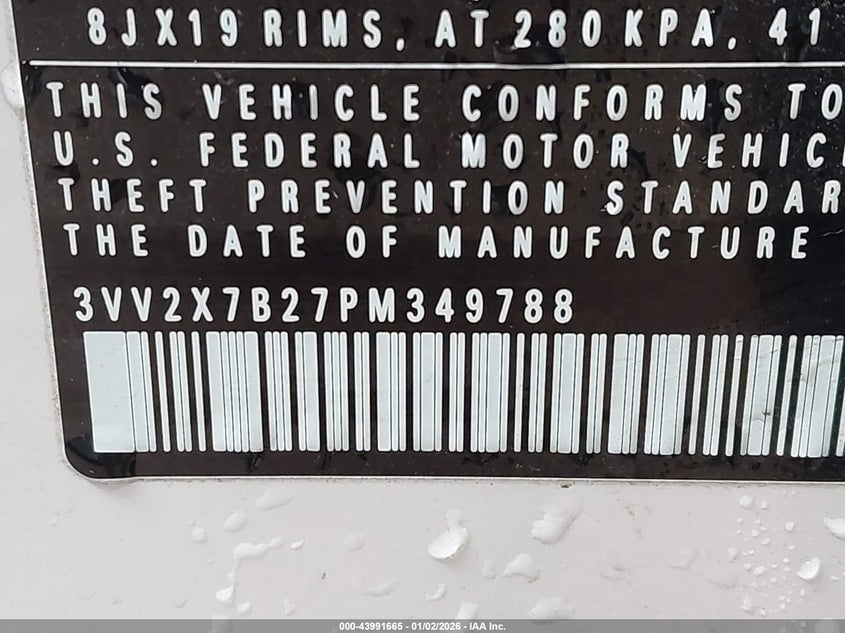 8JX19 RIMS, AT 280 KPA, 41
THIS VEHICLE CONFORMS TO
U.S. FEDERAL MOTOR VEHIC
THEFT PREVENTION STANDAR
THE DATE OF MANUFACTURE
3VV2X7B27PM349788
000-43991665 - 01/02/2026 - IAA Inc.